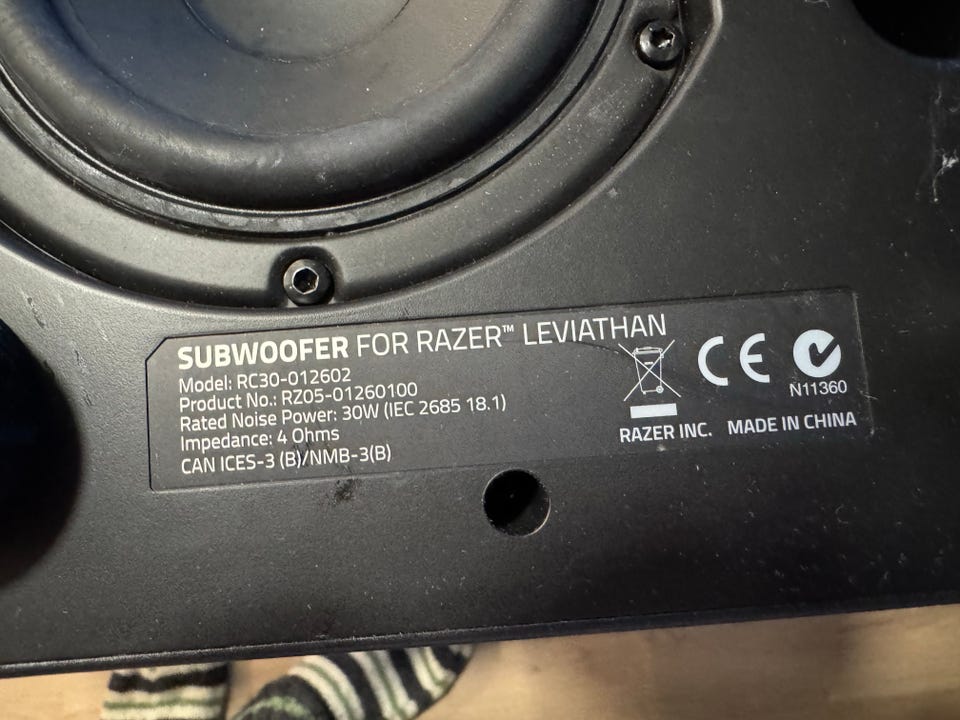 SUBWOOFER FOR RAZER™ LEVIATHAN
Model: RC30-012602
Product No.: RZ05-01260100
Rated Noise Power: 30W (IEC 2685 18.1)
Impedance: 4 Ohms
CAN ICES-3 (B)/NMB-3(B)
CE
N11360
RAZER INC. MADE IN CHINA